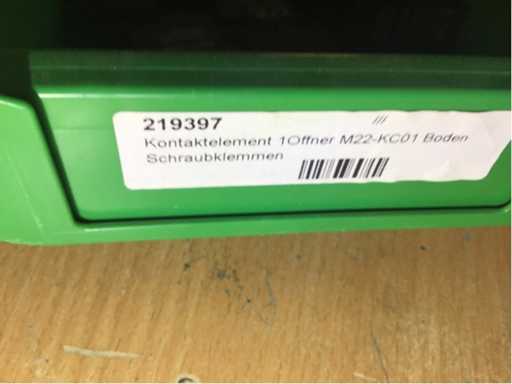 219397 ///
Kontaktelement 1Offner M22-KC01 Boden
Schraubklemmen